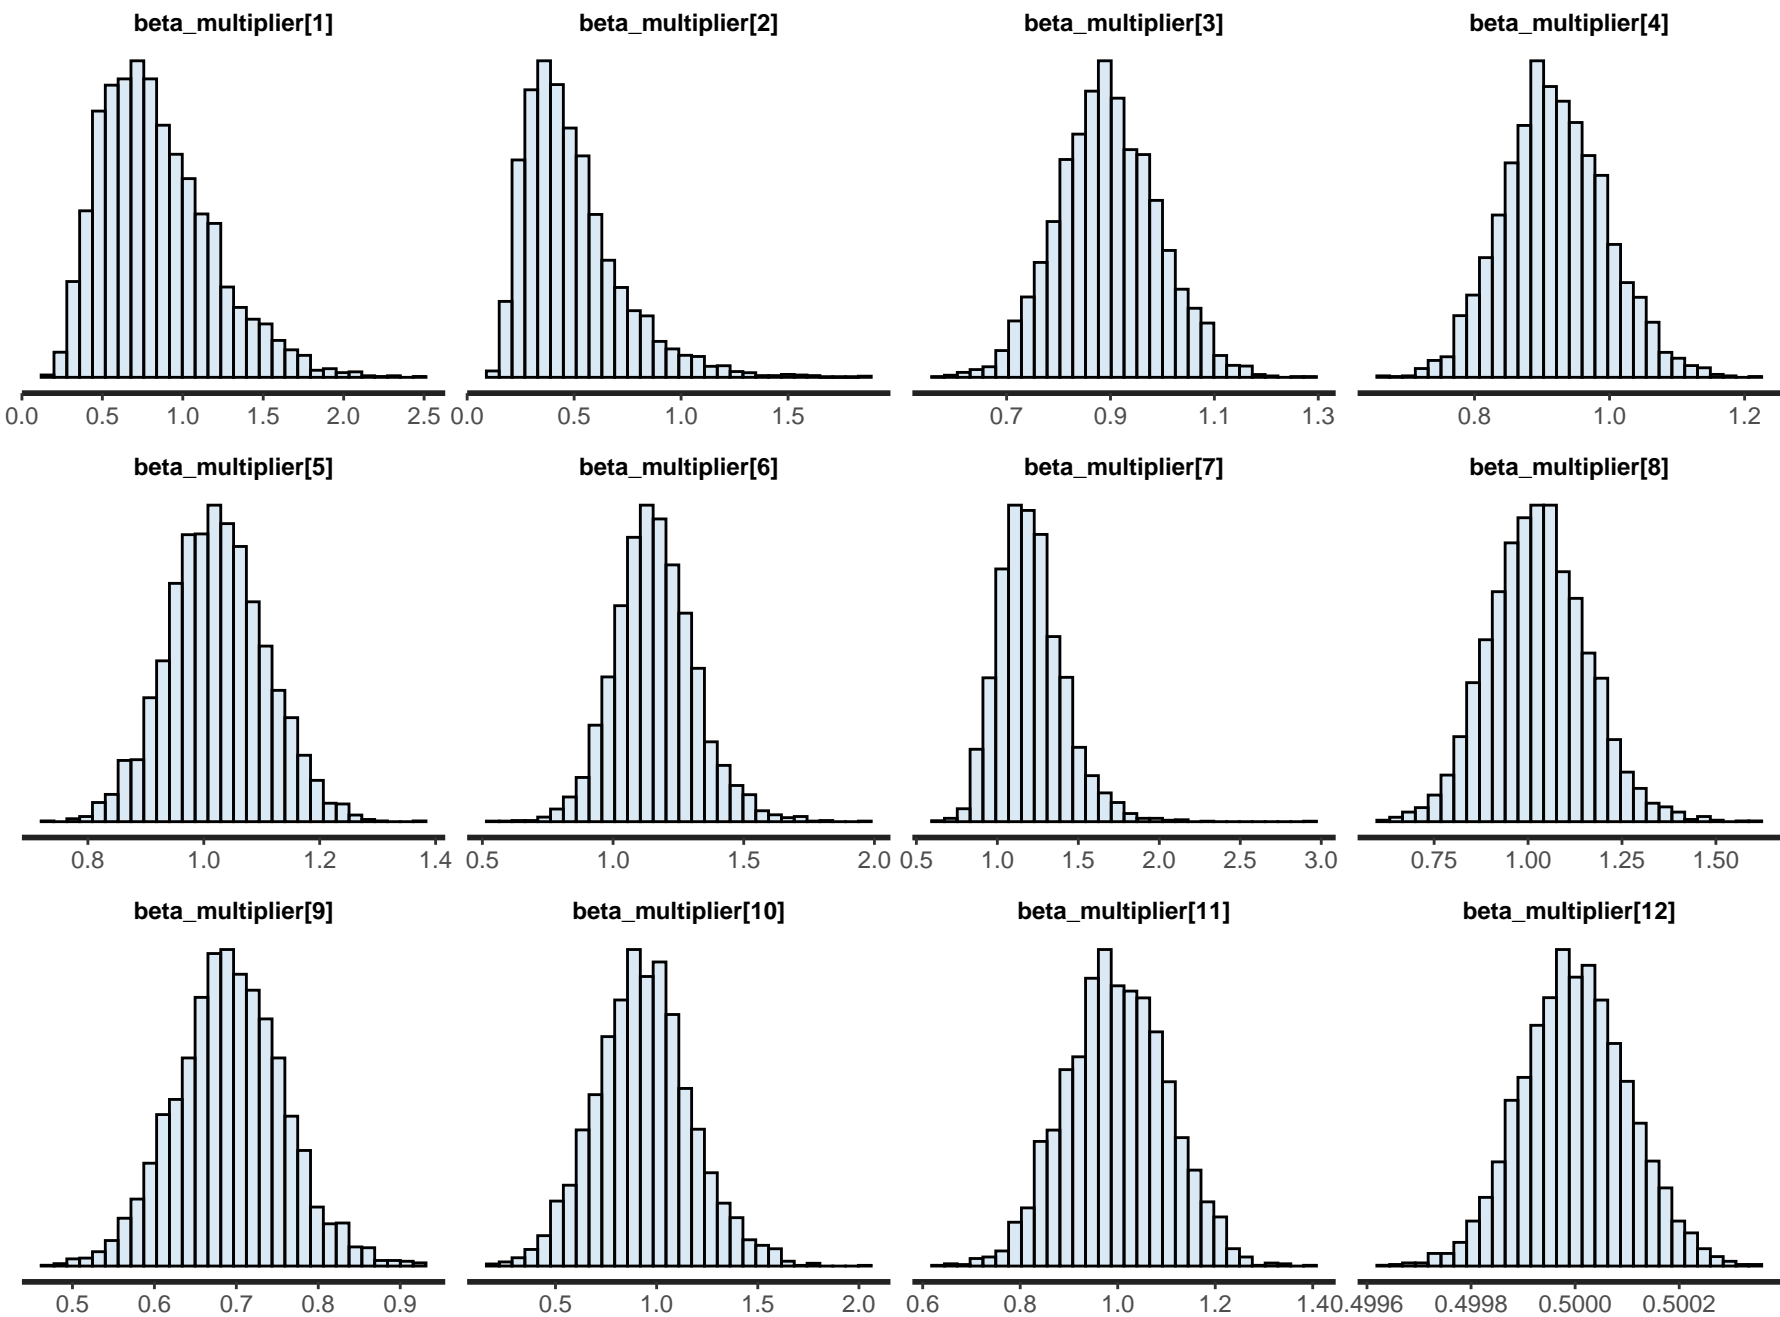 beta_multiplier[1] beta_multiplier[2] beta_multiplier[3] beta_multiplier[4]
0.0 0.5 1.0 1.5 2.0 2.5 0.0 0.5 1.0 1.5 0.7 0.9 1.1 1.3 0.8 1.0 1.2
beta_multiplier[5] beta_multiplier[6] beta_multiplier[7] beta_multiplier[8]
0.8 1.0 1.2 1.4 0.5 1.0 1.5 2.0 0.5 1.0 1.5 2.0 2.5 3.0 0.75 1.00 1.25 1.50
beta_multiplier[9] beta_multiplier[10] beta_multiplier[11] beta_multiplier[12]
0.5 0.6 0.7 0.8 0.9 0.5 1.0 1.5 2.0 0.6 0.8 1.0 1.2 1.4 0.4996 0.4998 0.5000 0.5002